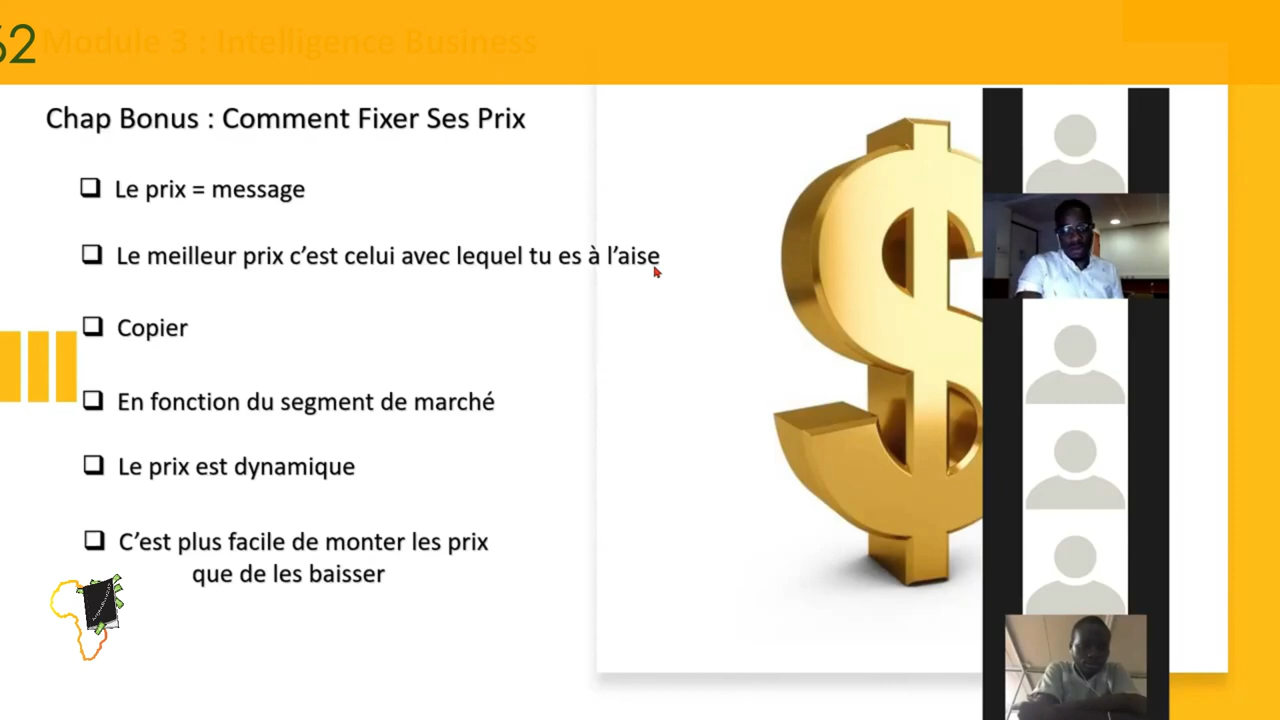 62
Module 3 : Intelligence Business
Chap Bonus : Comment Fixer Ses Prix
Le prix = message
Le meilleur prix c’est celui avec lequel tu es à l’aise
Copier
En fonction du segment de marché
Le prix est dynamique
C’est plus facile de monter les prix
que de les baisser